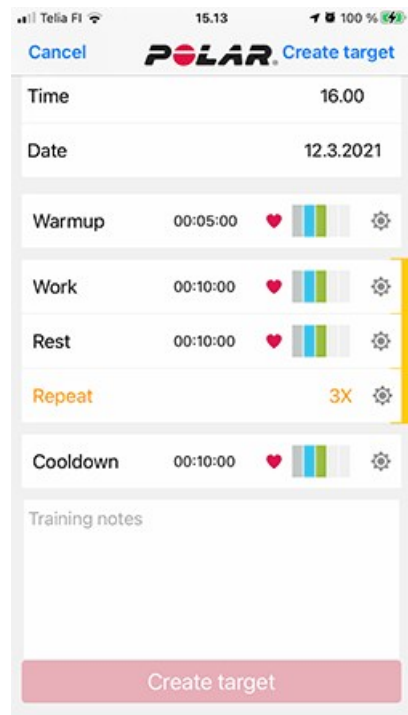 Telia FI 15.13 100 %
Cancel POLAR. Create target
Time 16.00
Date 12.3.2021
Warmup 00:05:00
Work 00:10:00
Rest 00:10:00
Repeat 3X
Cooldown 00:10:00
Training notes
Create target